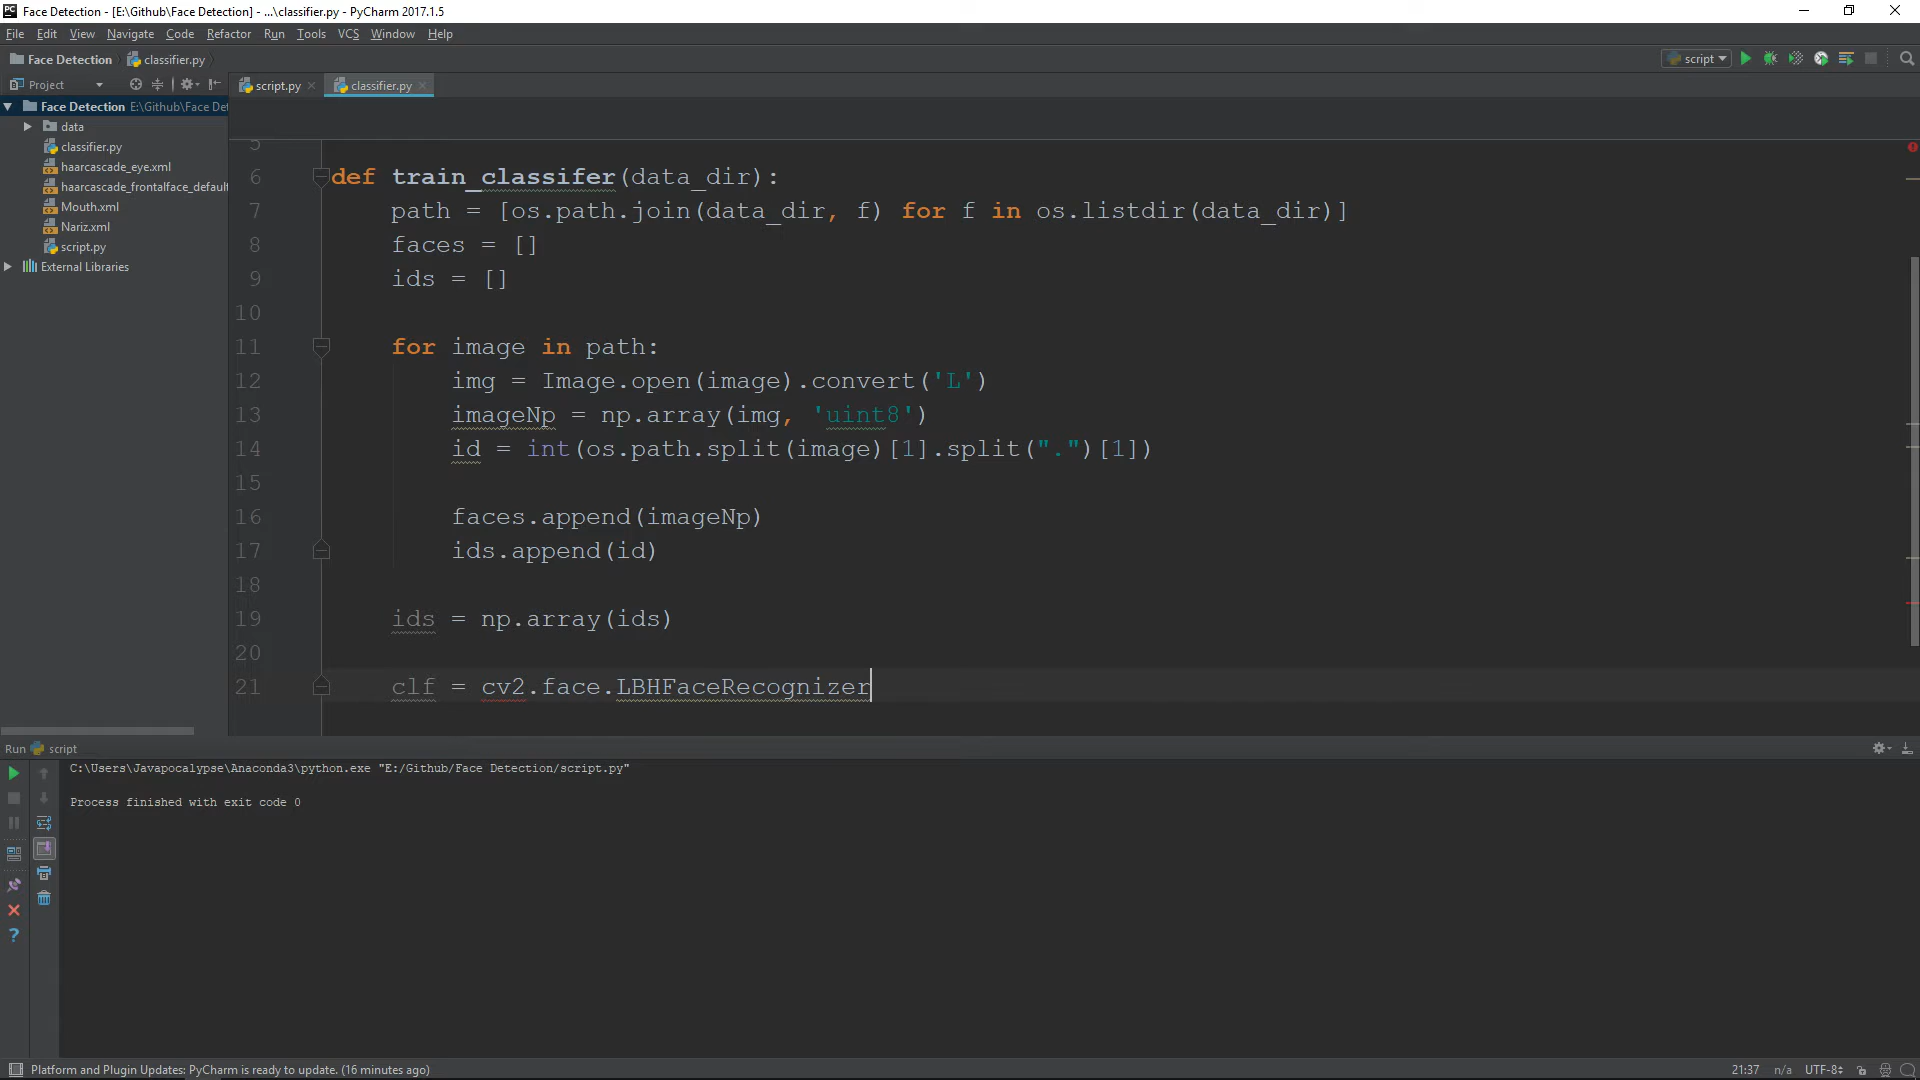 Face Detection - [E:\Github\Face Detection] - ...\classifier.py - PyCharm 2017.1.5
File Edit View Navigate Code Refactor Run Tools VCS Window Help
Face Detection classifier.py script
Project script.py classifier.py
Face Detection E:\Github\Face Det
data
classifier.py
haarcascade_eye.xml
haarcascade_frontalface_default
Mouth.xml
Nariz.xml
script.py
External Libraries
5
6 def train_classifer(data_dir):
7 path = [os.path.join(data_dir, f) for f in os.listdir(data_dir)]
8 faces = []
9 ids = []
10
11 for image in path:
12 img = Image.open(image).convert('L')
13 imageNp = np.array(img, 'uint8')
14 id = int(os.path.split(image)[1].split(".")[1])
15
16 faces.append(imageNp)
17 ids.append(id)
18
19 ids = np.array(ids)
20
21 clf = cv2.face.LBHFaceRecognizer
Run script
C:\Users\Javapocalypse\Anaconda3\python.exe "E:/Github/Face Detection/script.py"
Process finished with exit code 0
Platform and Plugin Updates: PyCharm is ready to update. (16 minutes ago) 21:37 n/a UTF-8